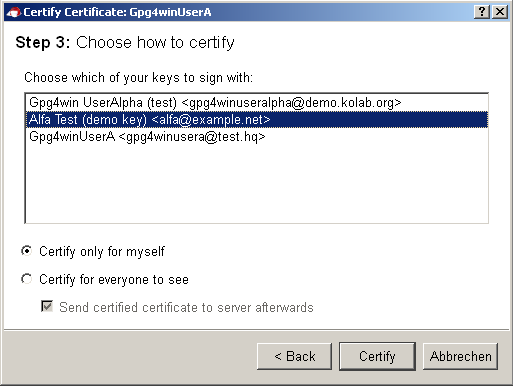 Certify Certificate: Gpg4winUserA
Step 3: Choose how to certify
Choose which of your keys to sign with:
Gpg4win UserAlpha (test) <gpg4winuseralpha@demo.kolab.org>
Alfa Test (demo key) <alfa@example.net>
Gpg4winUserA <gpg4winusera@test.hq>
Certify only for myself
Certify for everyone to see
Send certified certificate to server afterwards
< Back Certify Abbrechen